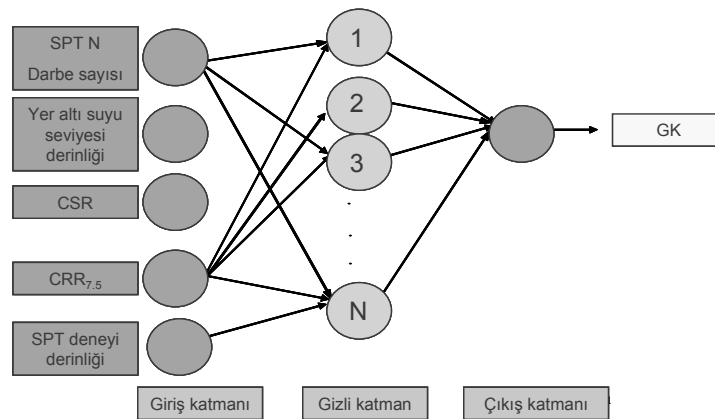 SPT N
Darbe sayısı
Yer altı suyu
seviyesi
derinliği
CSR
CRR7.5
SPT deneyi
derinliği
1
2
3
.
.
.
N
GK
Giriş katmanı
Gizli katman
Çıkış katmanı